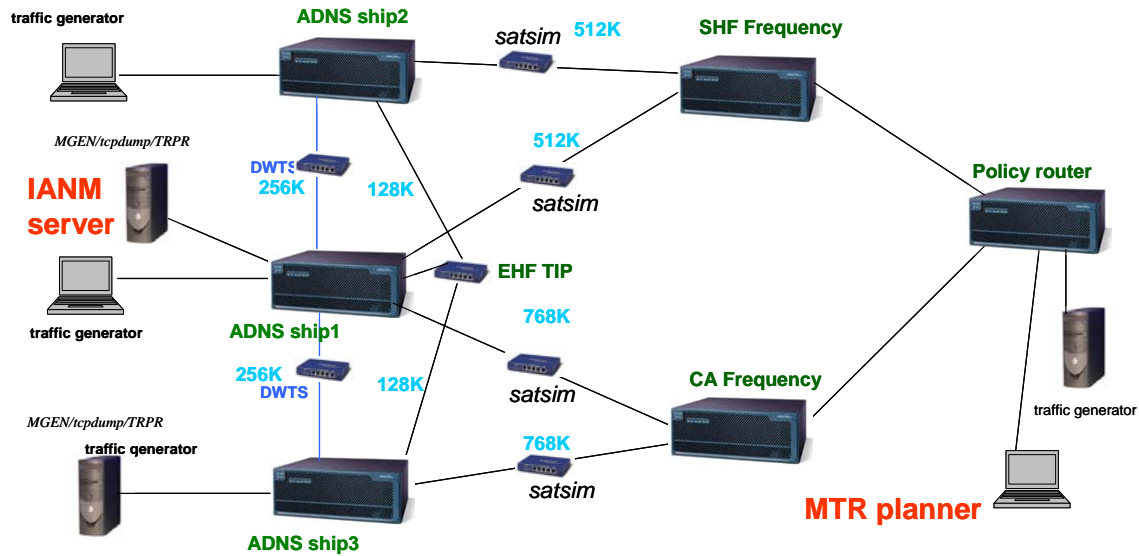 traffic generator
ADNS ship2
satsim
512K
SHF Frequency
MGEN/tcpdump/TRPR
DWTS
256K
128K
512K
satsim
Policy router
IANM
server
EHF TIP
traffic generator
ADNS ship1
768K
256K
DWTS
128K
satsim
CA Frequency
MGEN/tcpdump/TRPR
traffic generator
768K
satsim
traffic generator
MTR planner
ADNS ship3